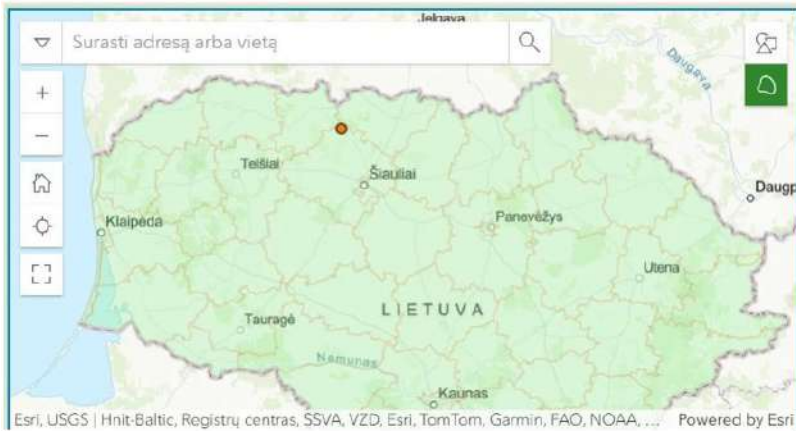 Jelgava
Surasti adresą arba vietą
Daugava
+
−
Telšiai
Šiauliai
Daugp
Klaipėda
Panevėžys
Utena
LIETUVA
Tauragė
Nemunas
Kaunas
Esri, USGS | Hnit-Baltic, Registrų centras, SSVA, VZD, Esri, TomTom, Garmin, FAO, NOAA, ... Powered by Esri